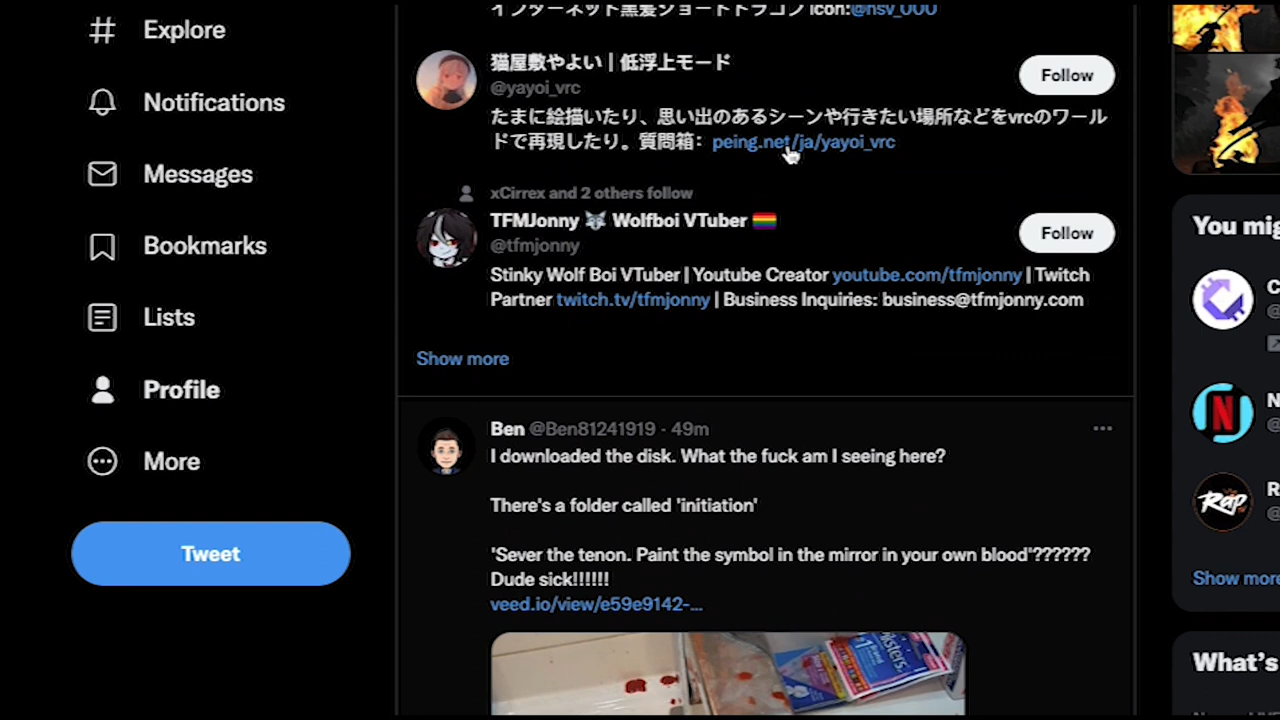 Explore
Notifications
Messages
Bookmarks
Lists
Profile
More
Tweet
インターネット黒髪ショートドラゴン icon:@nsv_000
猫屋敷やよい | 低浮上モード
@yayoi_vrc
Follow
たまに絵描いたり、思い出のあるシーンや行きたい場所などをvrcのワール
ドで再現したり。質問箱： peing.net/ja/yayoi_vrc
xCirrex and 2 others follow
TFMJonny 🐺 Wolfboi VTuber 🏳️‍🌈
@tfmjonny
Follow
Stinky Wolf Boi VTuber | Youtube Creator youtube.com/tfmjonny | Twitch
Partner twitch.tv/tfmjonny | Business Inquiries: business@tfmjonny.com
Show more
Ben @Ben81241919 · 49m
I downloaded the disk. What the fuck am I seeing here?
There's a folder called 'initiation'
'Sever the tenon. Paint the symbol in the mirror in your own blood'??????
Dude sick!!!!!!
veed.io/view/e59e9142-...
You mig
Show more
What's